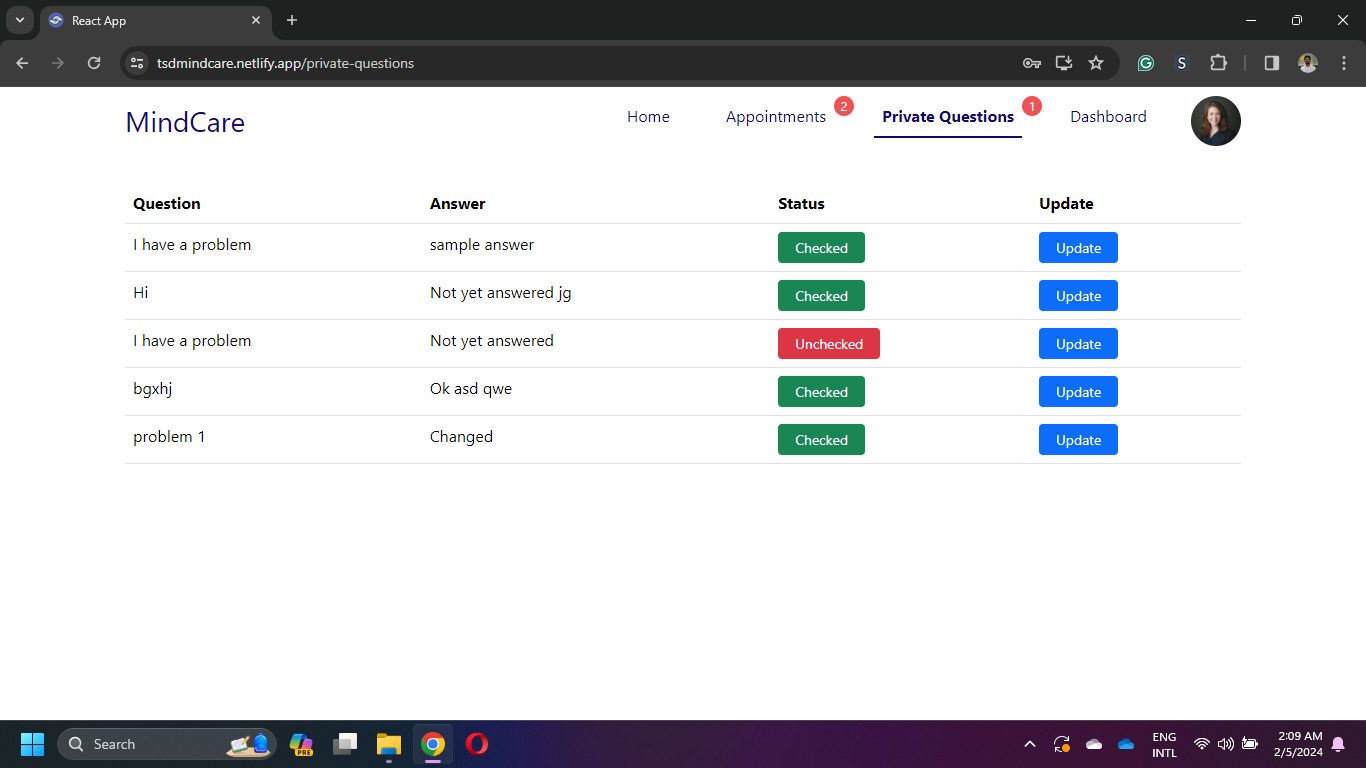 React App
tsdmindcare.netlify.app/private-questions
MindCare
Home
Appointments 2
Private Questions 1
Dashboard
Question Answer Status Update
I have a problem sample answer Checked Update
Hi Not yet answered jg Checked Update
I have a problem Not yet answered Unchecked Update
bgxhj Ok asd qwe Checked Update
problem 1 Changed Checked Update
Search
PRE
ENG
INTL
2:09 AM
2/5/2024